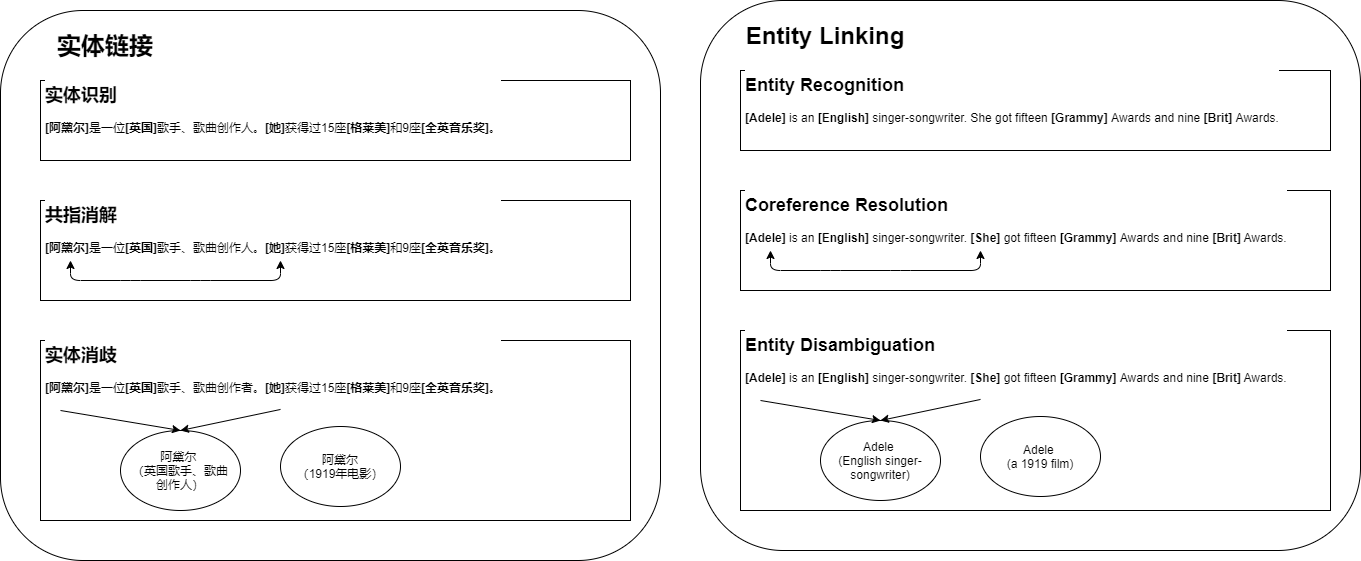 实体链接
实体识别
[阿黛尔]是一位[英国]歌手、歌曲创作人。[她]获得过15座[格莱美]和9座[全英音乐奖]。
共指消解
[阿黛尔]是一位[英国]歌手、歌曲创作人。[她]获得过15座[格莱美]和9座[全英音乐奖]。
实体消歧
[阿黛尔]是一位[英国]歌手、歌曲创作者。[她]获得过15座[格莱美]和9座[全英音乐奖]。
阿黛尔
（英国歌手、歌曲
创作人）
阿黛尔
（1919年电影）
Entity Linking
Entity Recognition
[Adele] is an [English] singer-songwriter. She got fifteen [Grammy] Awards and nine [Brit] Awards.
Coreference Resolution
[Adele] is an [English] singer-songwriter. [She] got fifteen [Grammy] Awards and nine [Brit] Awards.
Entity Disambiguation
[Adele] is an [English] singer-songwriter. [She] got fifteen [Grammy] Awards and nine [Brit] Awards.
Adele
(English singer-
songwriter)
Adele
(a 1919 film)